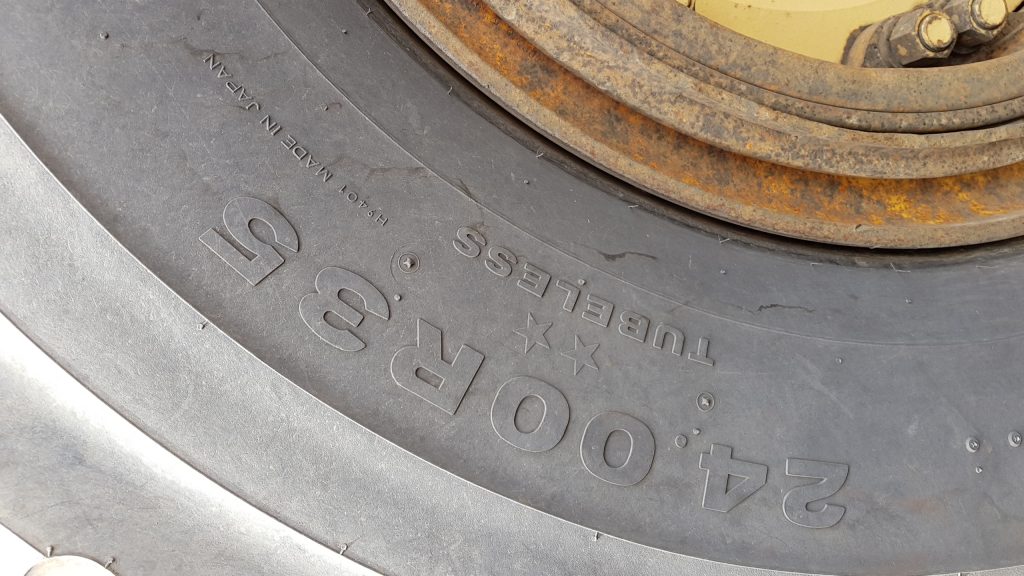 24.00R35
★★
TUBELESS
H9401 MADE IN JAPAN